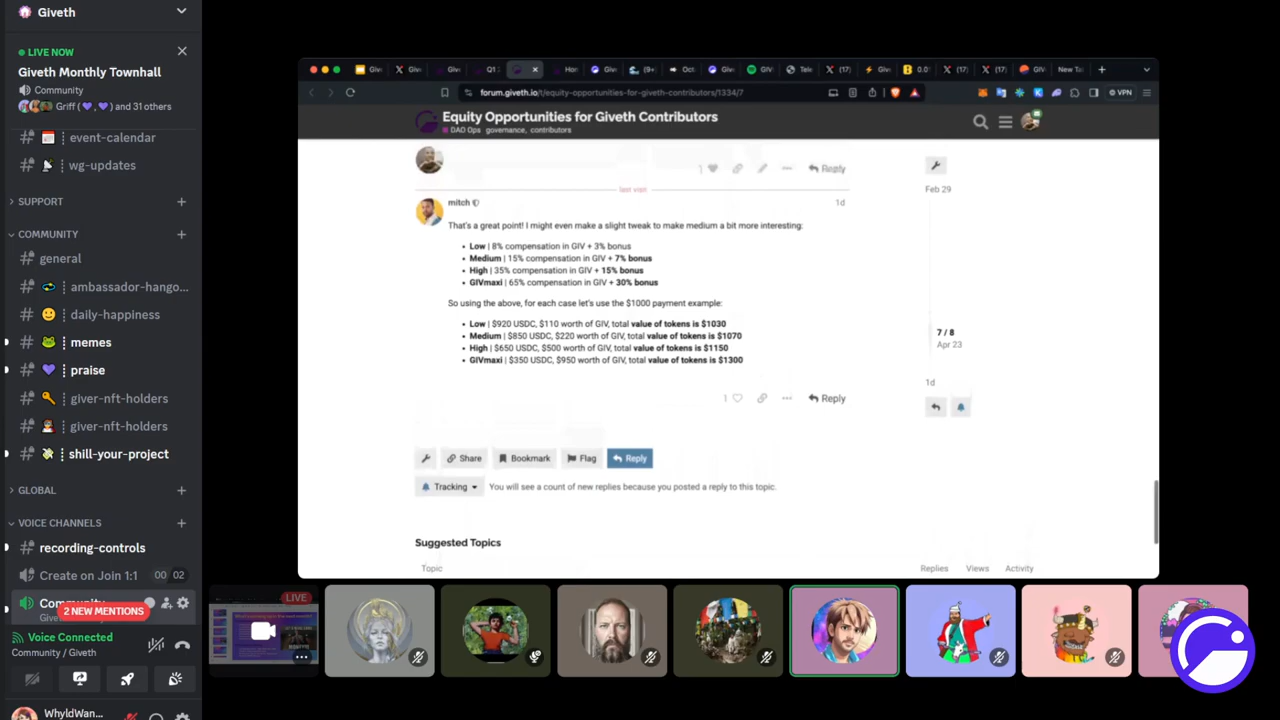 Giveth
LIVE NOW
Giveth Monthly Townhall
Community
Griff (💜,💜) and 31 others
event-calendar
wg-updates
SUPPORT
COMMUNITY
general
ambassador-hango...
daily-happiness
memes
praise
giver-nft-holders
giver-nft-holders
shill-your-project
GLOBAL
VOICE CHANNELS
recording-controls
Create on Join 1:1 00 02
2 NEW MENTIONS
Voice Connected
Community / Giveth
WhyldWan...
forum.giveth.io/t/equity-opportunities-for-giveth-contributors/1334/7
VPN
Equity Opportunities for Giveth Contributors
DAO Ops governance, contributors
1 Reply
last visit
mitch 1d
That's a great point! I might even make a slight tweak to make medium a bit more interesting:
• Low | 8% compensation in GIV + 3% bonus
• Medium | 15% compensation in GIV + 7% bonus
• High | 35% compensation in GIV + 15% bonus
• GIVmaxi | 65% compensation in GIV + 30% bonus
So using the above, for each case let's use the $1000 payment example:
• Low | $920 USDC, $110 worth of GIV, total value of tokens is $1030
• Medium | $850 USDC, $220 worth of GIV, total value of tokens is $1070
• High | $650 USDC, $500 worth of GIV, total value of tokens is $1150
• GIVmaxi | $350 USDC, $950 worth of GIV, total value of tokens is $1300
1 Reply
Feb 29
7 / 8
Apr 23
1d
Share Bookmark Flag Reply
Tracking You will see a count of new replies because you posted a reply to this topic.
Suggested Topics
Topic Replies Views Activity
LIVE